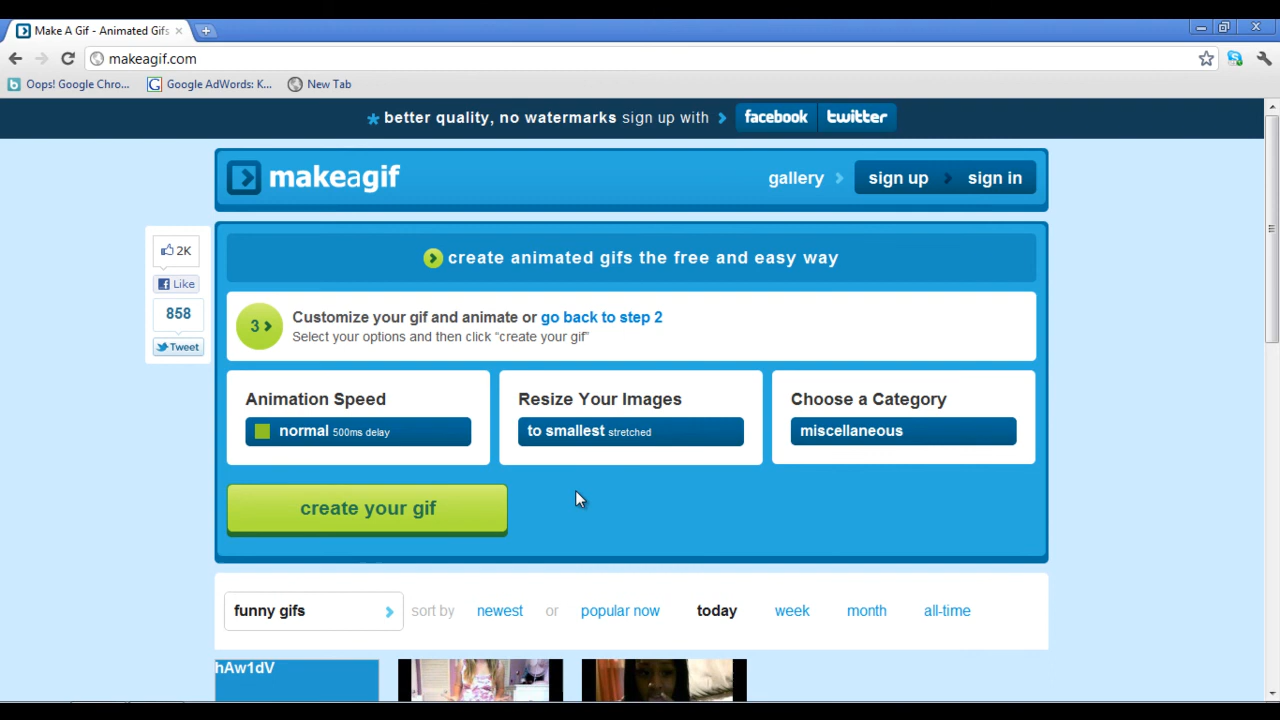 Make A Gif - Animated Gifs
makeagif.com
Oops! Google Chro... Google AdWords: K... New Tab
* better quality, no watermarks sign up with facebook twitter
makeagif gallery sign up sign in
create animated gifs the free and easy way
2K
Like
858
Tweet
3 Customize your gif and animate or go back to step 2
Select your options and then click “create your gif”
Animation Speed Resize Your Images Choose a Category
normal 500ms delay to smallest stretched miscellaneous
create your gif
funny gifs sort by newest or popular now today week month all-time
hAw1dV